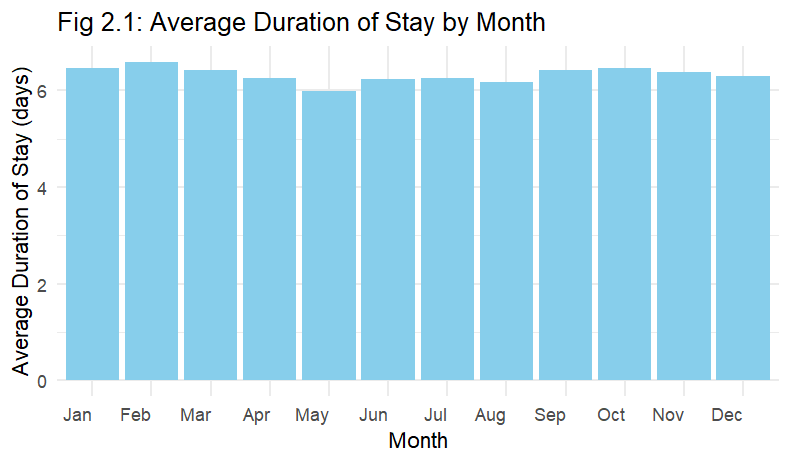 Fig 2.1: Average Duration of Stay by Month
Average Duration of Stay (days)
6
4
2
0
Jan Feb Mar Apr May Jun Jul Aug Sep Oct Nov Dec
Month